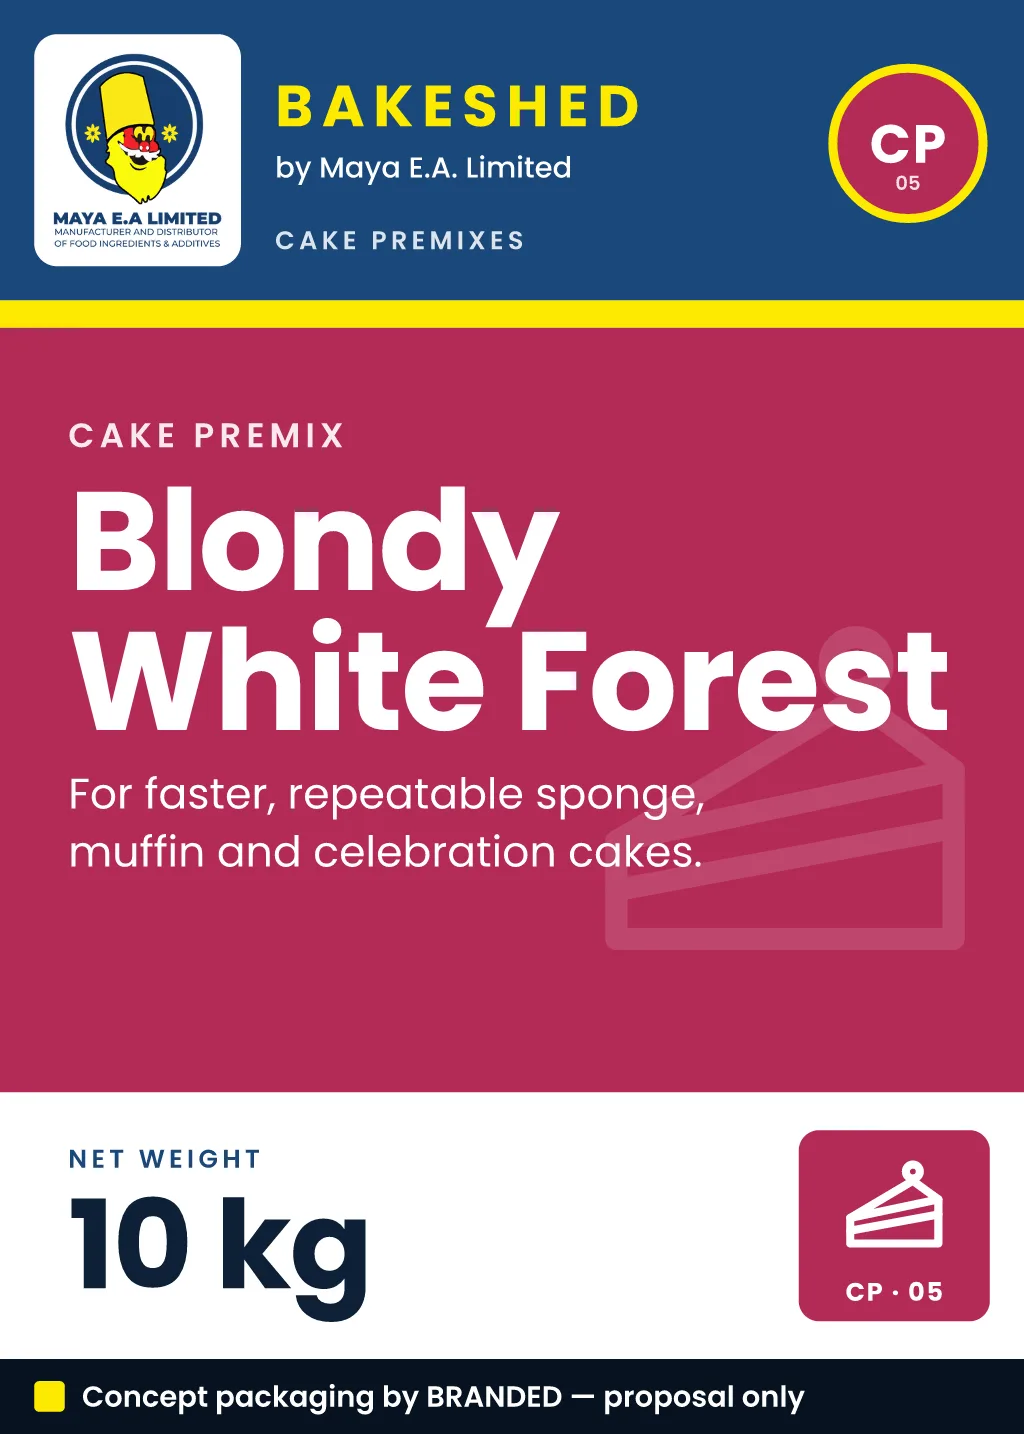 MAYA E.A LIMITED
MANUFACTURER AND DISTRIBUTOR
OF FOOD INGREDIENTS & ADDITIVES
BAKESHED
by Maya E.A. Limited
CAKE PREMIXES
CP
05
CAKE PREMIX
Blondy
White Forest
For faster, repeatable sponge,
muffin and celebration cakes.
NET WEIGHT
10 kg
CP · 05
Concept packaging by BRANDED — proposal only